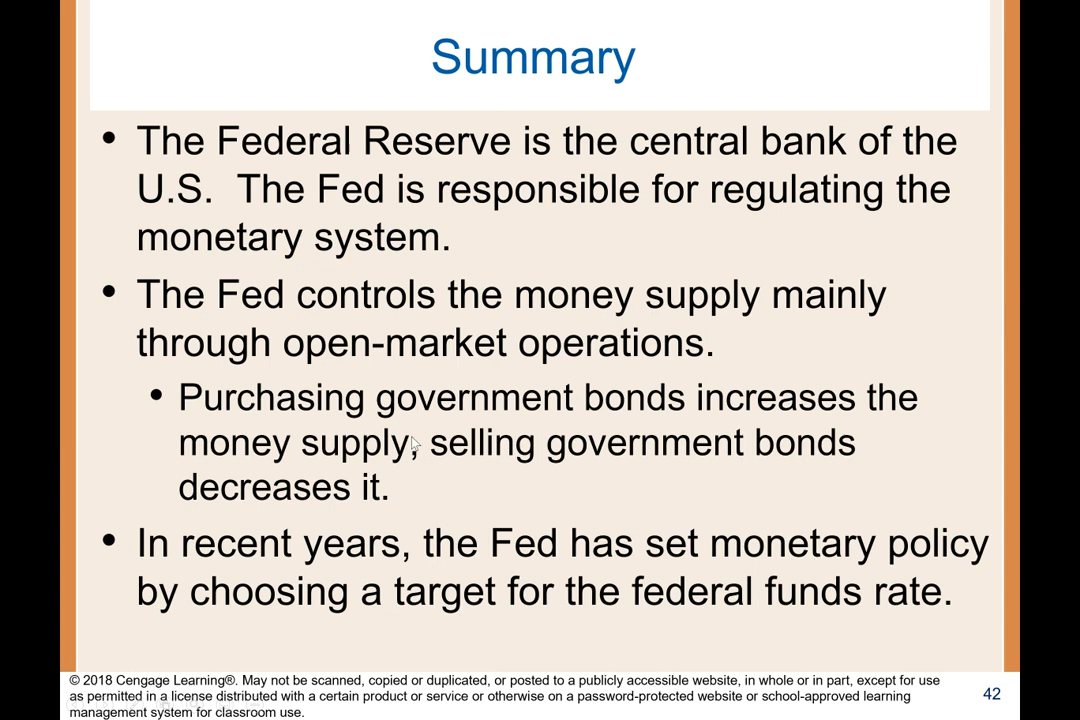 Summary
• The Federal Reserve is the central bank of the
U.S.  The Fed is responsible for regulating the
monetary system.
• The Fed controls the money supply mainly
through open-market operations.
• Purchasing government bonds increases the
money supply, selling government bonds
decreases it.
• In recent years, the Fed has set monetary policy
by choosing a target for the federal funds rate.
© 2018 Cengage Learning®. May not be scanned, copied or duplicated, or posted to a publicly accessible website, in whole or in part, except for use
as permitted in a license distributed with a certain product or service or otherwise on a password-protected website or school-approved learning
management system for classroom use.
42